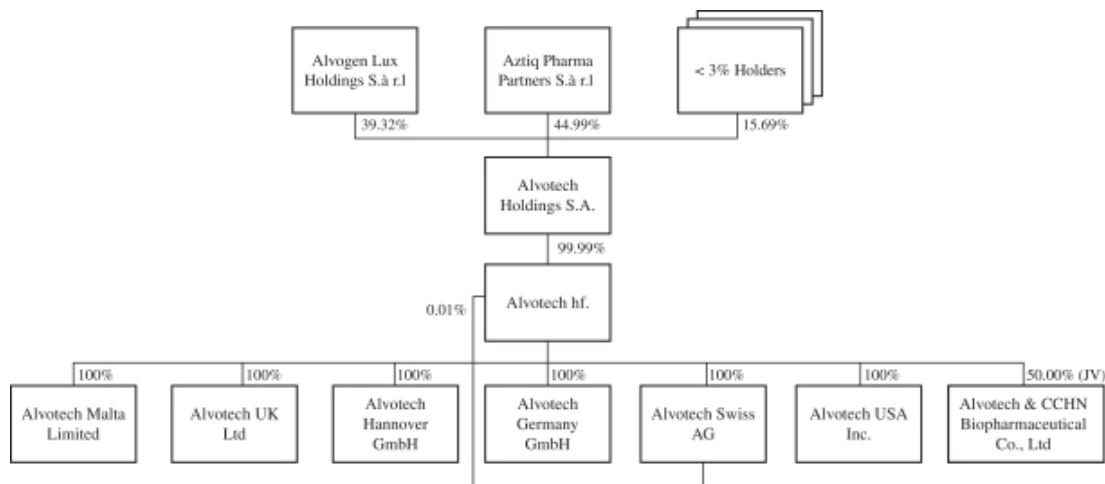 Alvogen Lux
Holdings S.à r.l
Aztiq Pharma
Partners S.à r.l
< 3% Holders
39.32%
44.99%
15.69%
Alvotech
Holdings S.A.
99.99%
Alvotech hf.
0.01%
100%
100%
100%
100%
100%
100%
50.00% (JV)
Alvotech Malta
Limited
Alvotech UK
Ltd
Alvotech
Hannover
GmbH
Alvotech
Germany
GmbH
Alvotech Swiss
AG
Alvotech USA
Inc.
Alvotech & CCHN
Biopharmaceutical
Co., Ltd